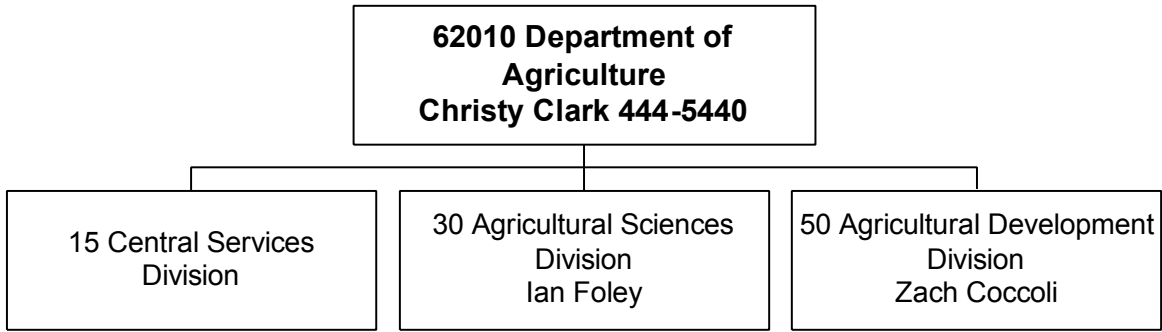 62010 Department of
Agriculture
Christy Clark 444-5440
15 Central Services
Division
30 Agricultural Sciences
Division
Ian Foley
50 Agricultural Development
Division
Zach Coccoli